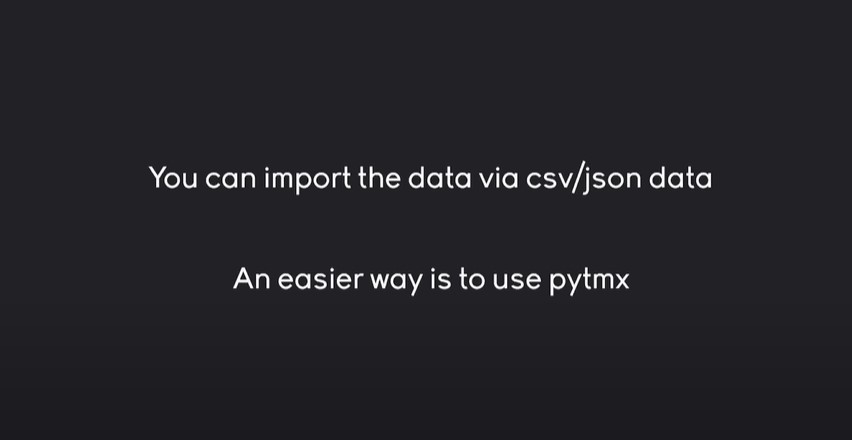 You can import the data via csv/json data
An easier way is to use pytmx